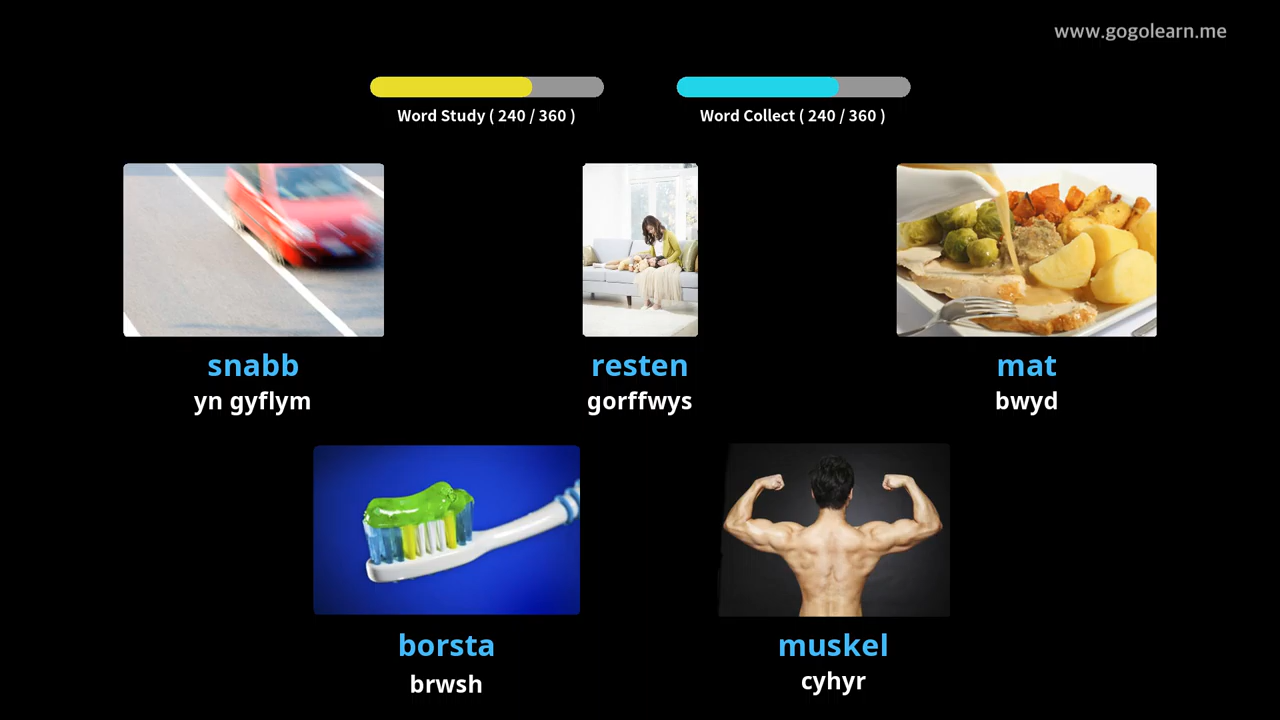 www.gogolearn.me
Word Study ( 240 / 360 )
Word Collect ( 240 / 360 )
snabb
yn gyflym
resten
gorffwys
mat
bwyd
borsta
brwsh
muskel
cyhyr